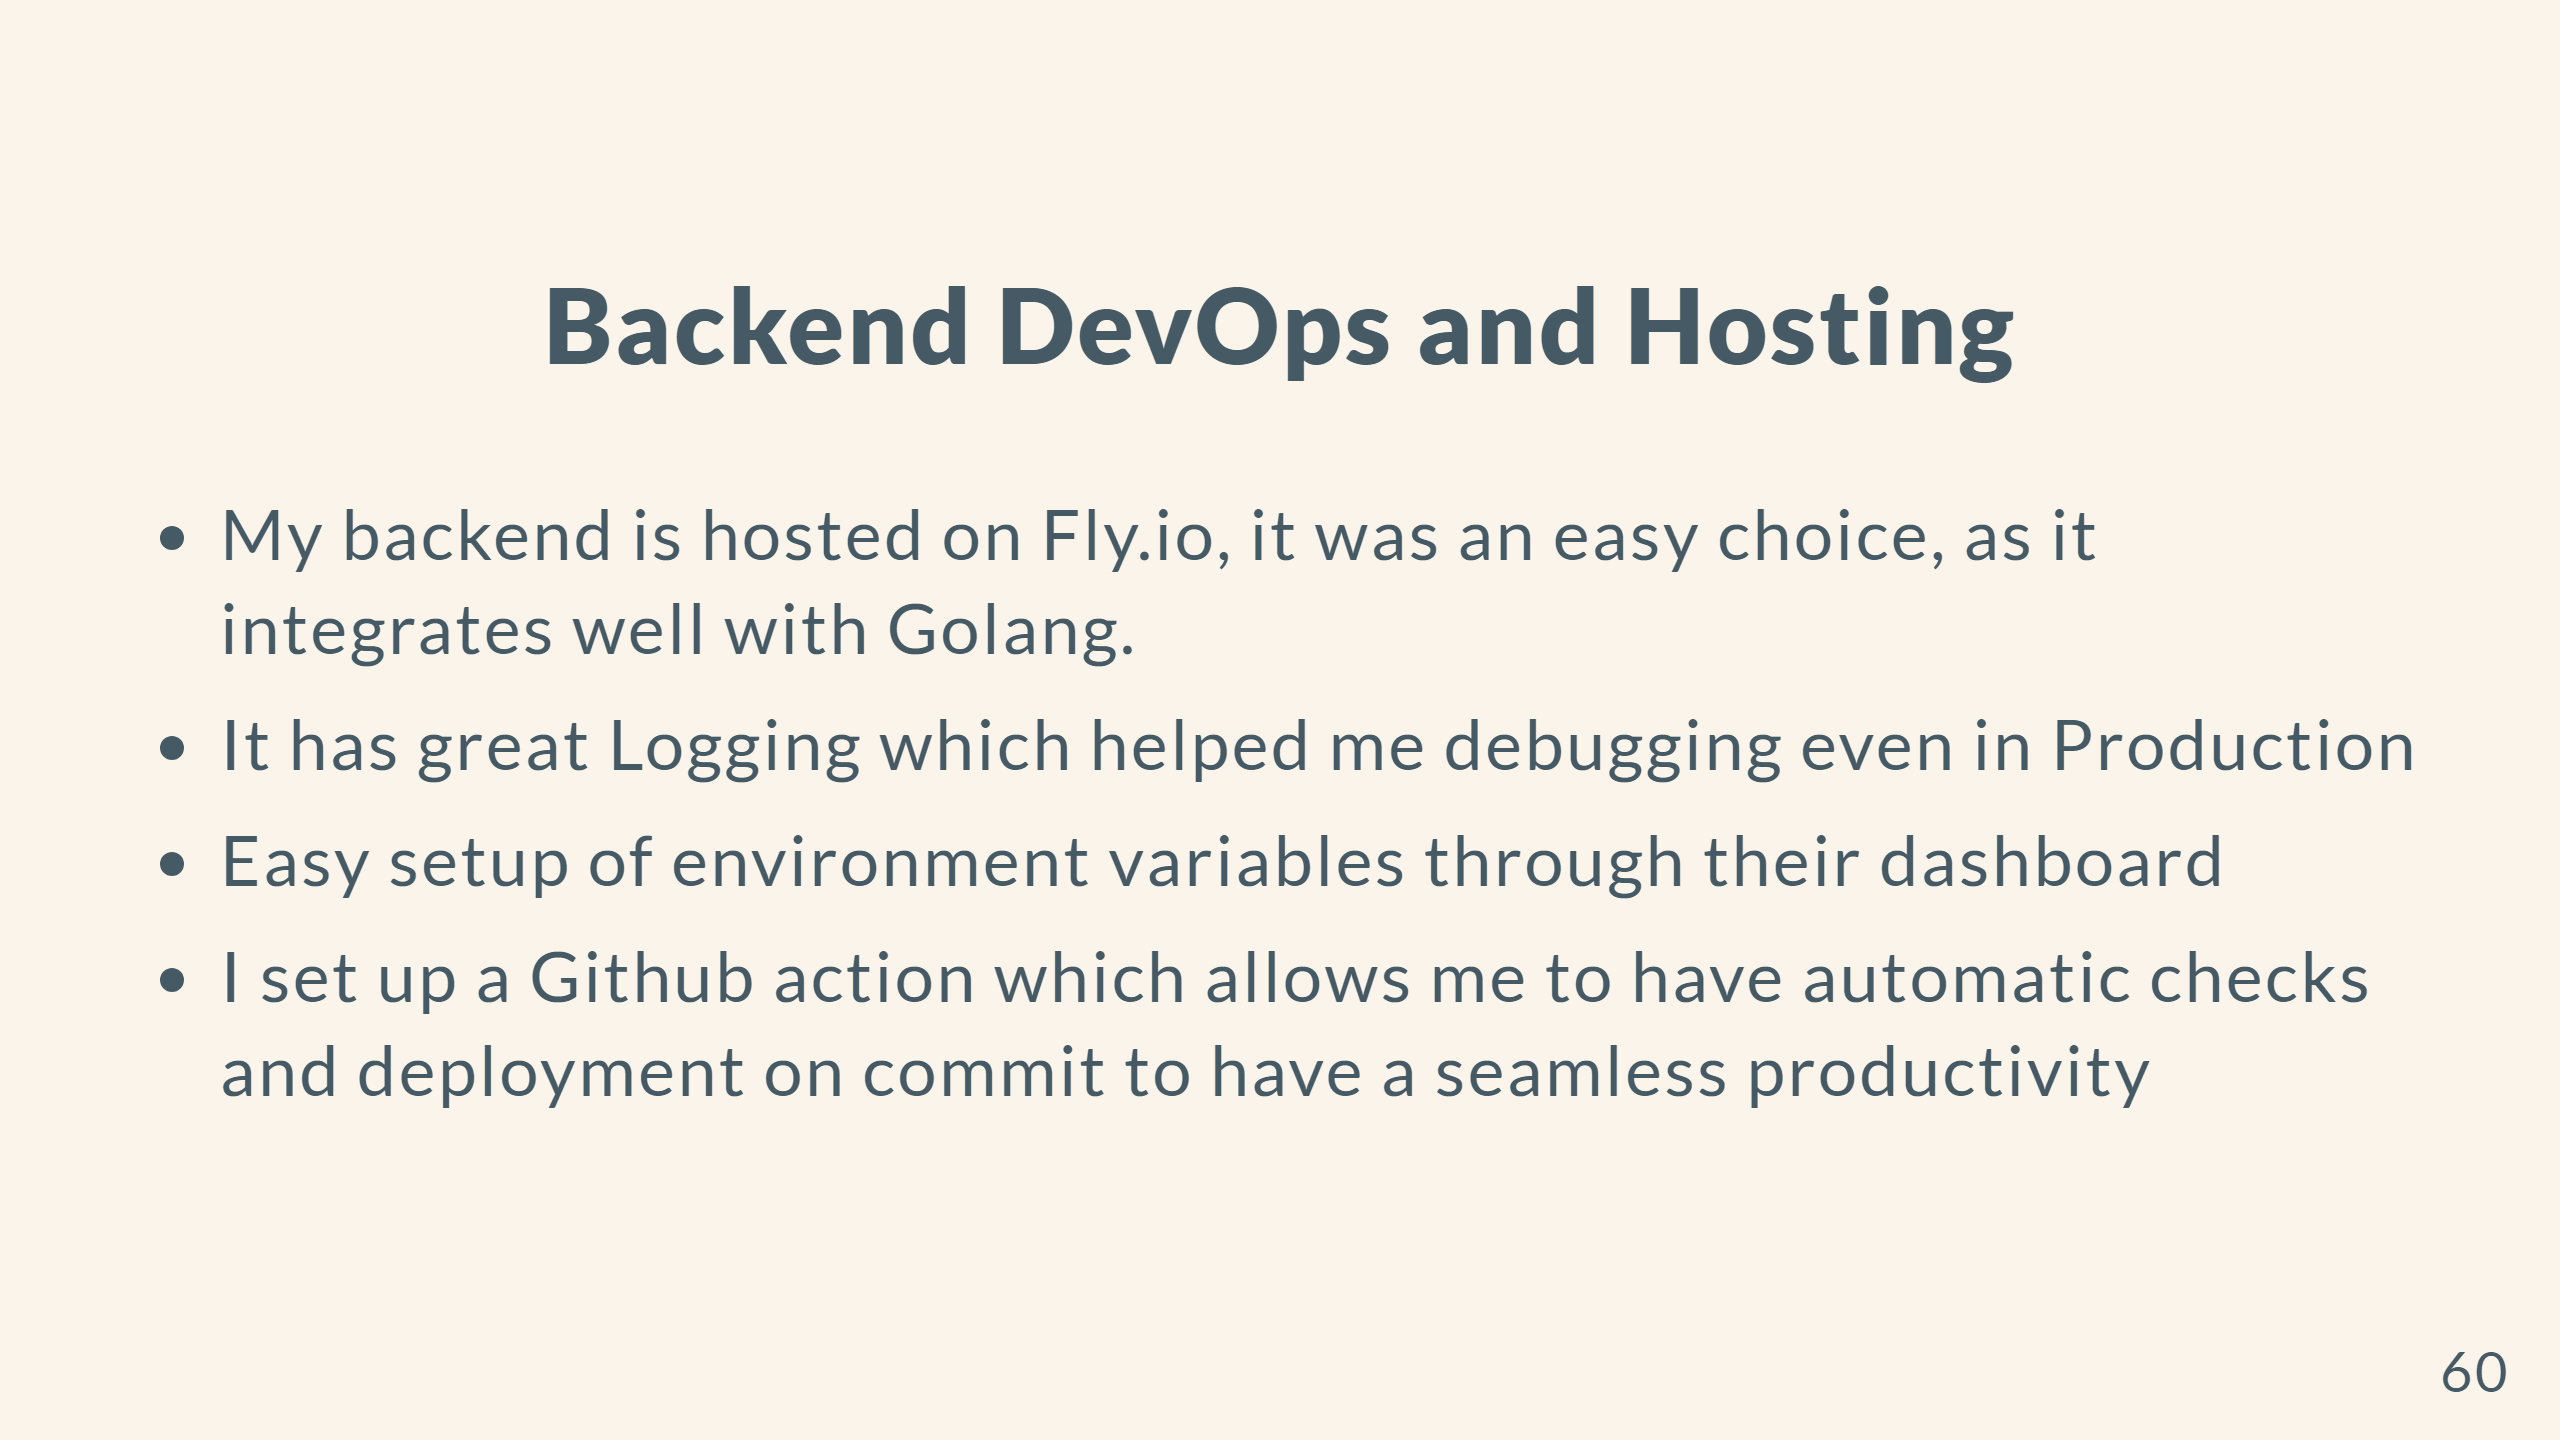 Backend DevOps and Hosting
• My backend is hosted on Fly.io, it was an easy choice, as it
integrates well with Golang.
• It has great Logging which helped me debugging even in Production
• Easy setup of environment variables through their dashboard
• I set up a Github action which allows me to have automatic checks
and deployment on commit to have a seamless productivity
60